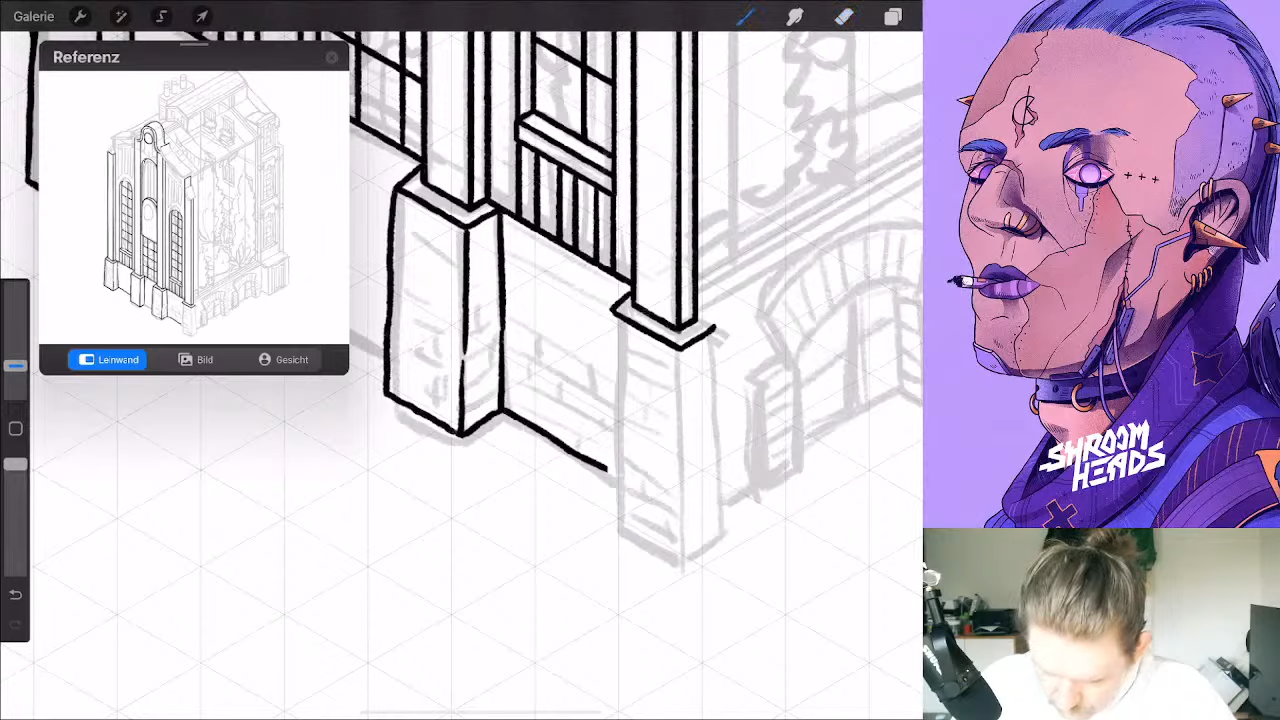 Galerie
Referenz
Leinwand
Bild
Gesicht
SHROOM
HEADS